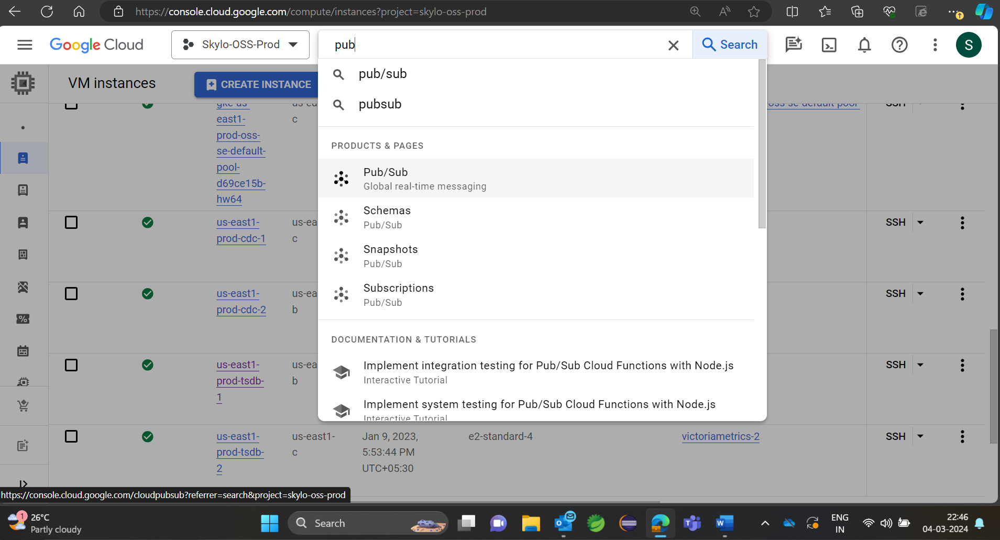 https://console.cloud.google.com/compute/instances?project=skylo-oss-prod
Google Cloud
Skylo-OSS-Prod
pub
Search
S
VM instances
CREATE INSTANCE
pub/sub
pubsub
PRODUCTS & PAGES
Pub/Sub
Global real-time messaging
Schemas
Pub/Sub
Snapshots
Pub/Sub
Subscriptions
Pub/Sub
DOCUMENTATION & TUTORIALS
Implement integration testing for Pub/Sub Cloud Functions with Node.js
Interactive Tutorial
Implement system testing for Pub/Sub Cloud Functions with Node.js
Interactive Tutorial
gke-us-
east1-
prod-oss-
se-default-
pool-
d69ce15b-
hw64
us-ea
c
oss-se-default-pool
SSH
us-east1-
prod-cdc-1
us-ea
c
SSH
us-east1-
prod-cdc-2
us-ea
b
SSH
us-east1-
prod-tsdb-
1
us-ea
b
SSH
us-east1-
prod-tsdb-
2
us-east1-
c
Jan 9, 2023,
5:53:44 PM
UTC+05:30
e2-standard-4
victoriametrics-2
SSH
https://console.cloud.google.com/cloudpubsub?referrer=search&project=skylo-oss-prod
1
26°C
Partly cloudy
Search
ENG
IN
22:46
04-03-2024